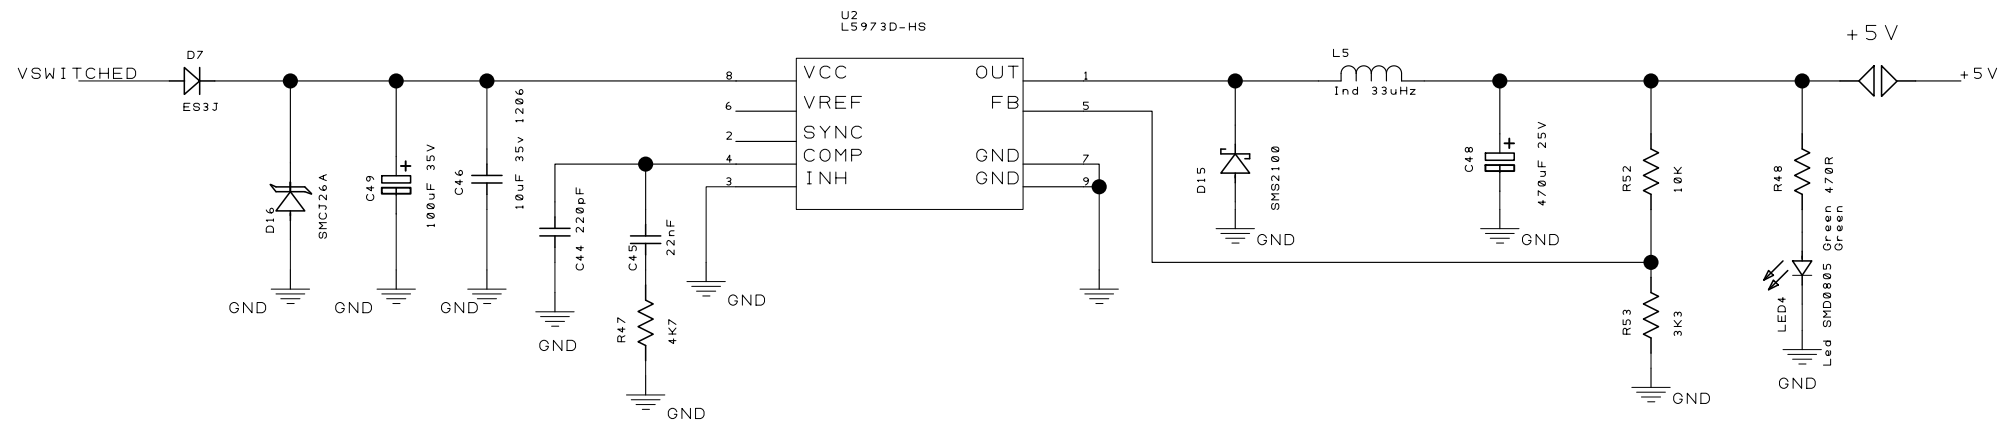 U2
L5973D-HS
+5V
VSWITCHED
D7
ES3J
8
VCC
OUT
1
L5
Ind 33uHz
+5V
6
VREF
FB
5
2
SYNC
4
COMP
GND
7
3
INH
GND
9
D16
SMCJ26A
GND
C49
+
100uF 35V
GND
C46
10uF 35v 1206
GND
C44 220pF
GND
C45
22nF
R47
4K7
GND
GND
D15
SMS2100
GND
C48
+
470uF 25V
GND
R52
10K
R53
3K3
GND
R48
470R
LED4
Led SMD0805 Green
Green
GND